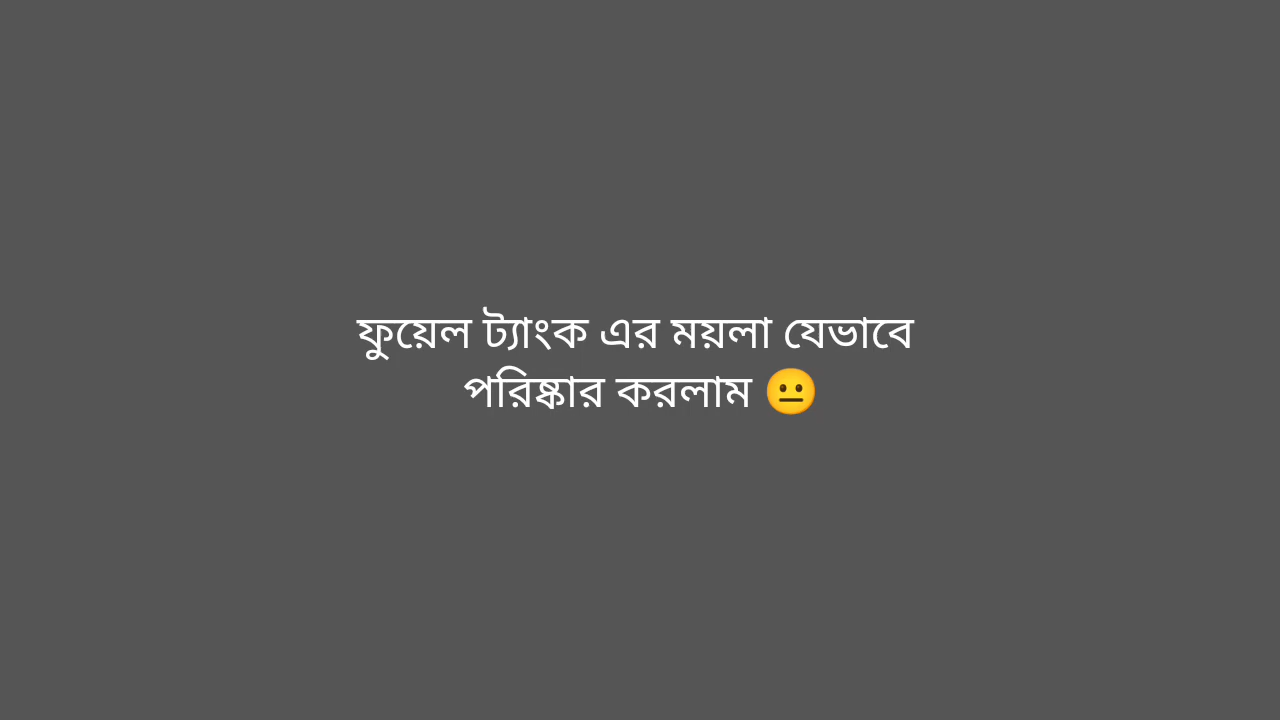 ফুয়েল ট্যাংক এর ময়লা যেভাবে
পরিষ্কার করলাম 😐